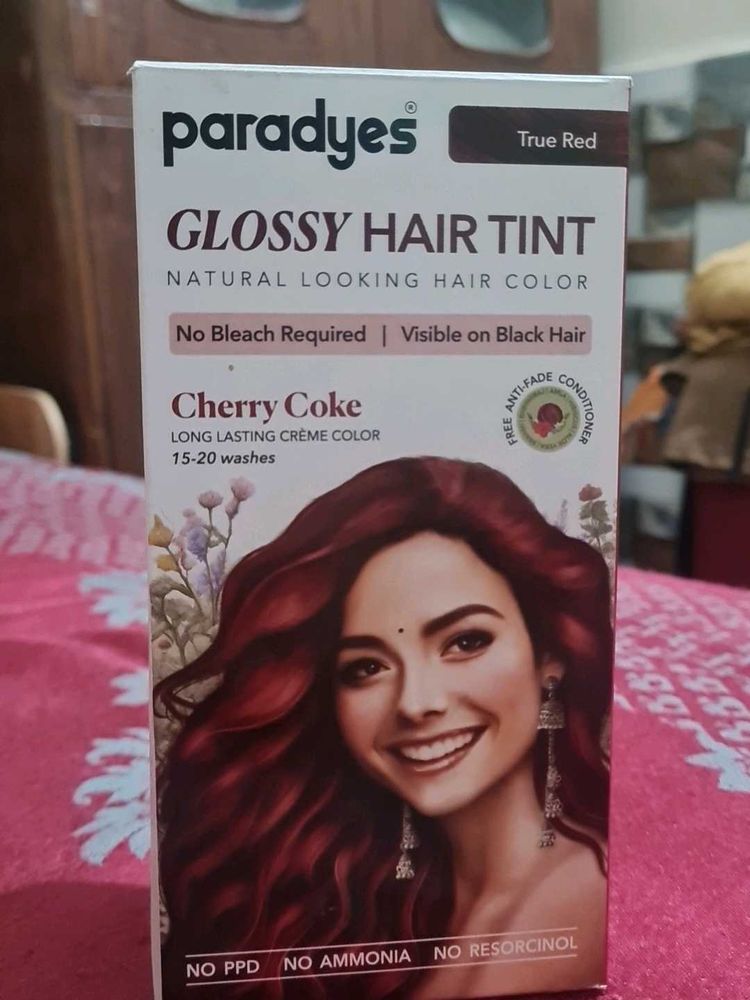 paradyes®
True Red
GLOSSY HAIR TINT
NATURAL LOOKING HAIR COLOR
No Bleach Required | Visible on Black Hair
Cherry Coke
LONG LASTING CRÈME COLOR
15-20 washes
FREE ANTI-FADE CONDITIONER
NO PPD NO AMMONIA NO RESORCINOL